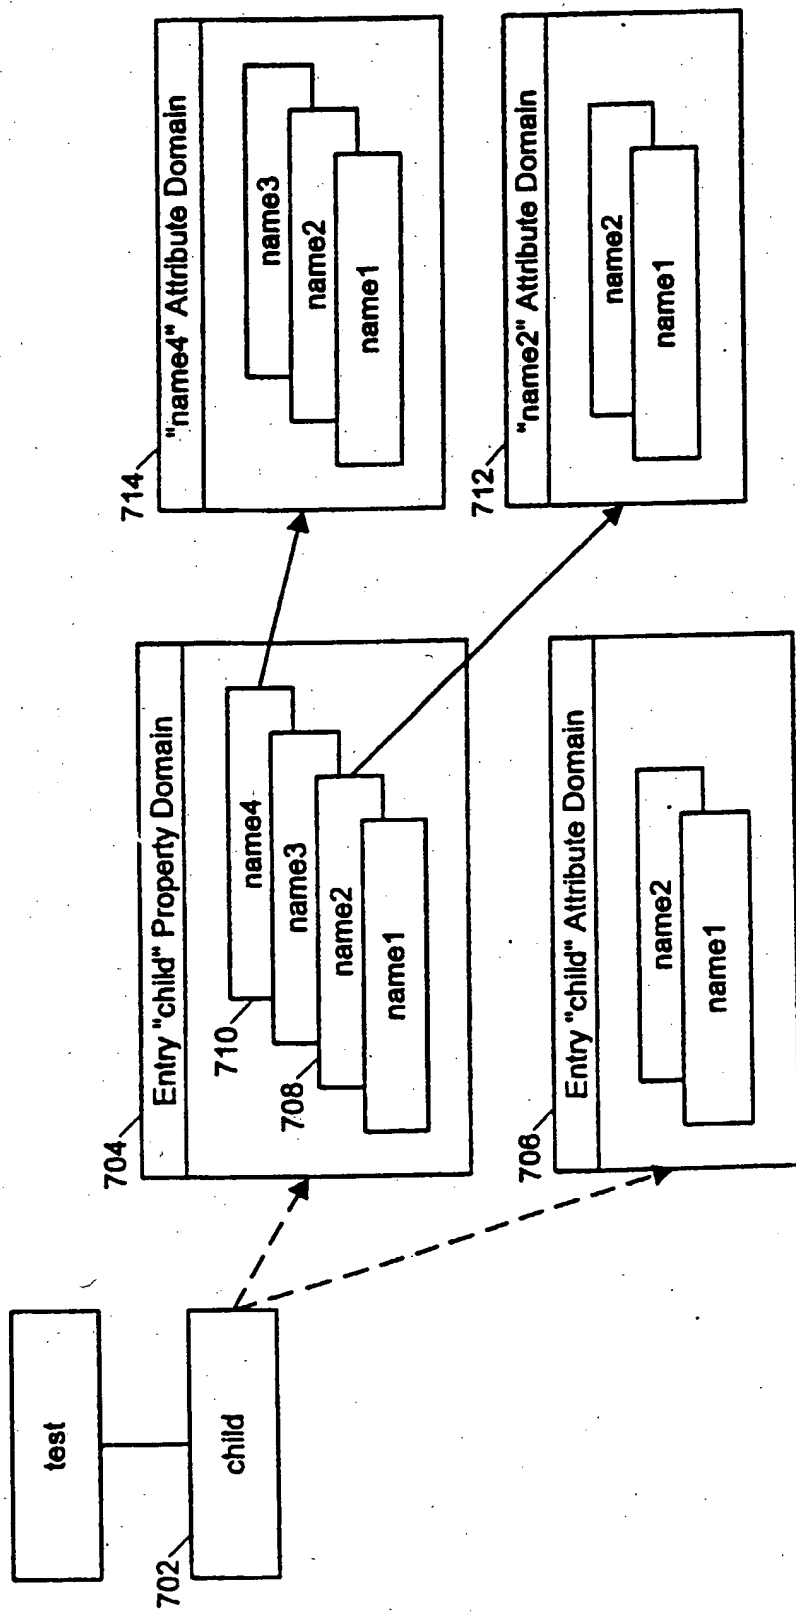 test
702
child
704
Entry "child" Property Domain
710
name4
name3
708
name2
name1
706
Entry "child" Attribute Domain
name2
name1
714
"name4" Attribute Domain
name3
name2
name1
712
"name2" Attribute Domain
name2
name1